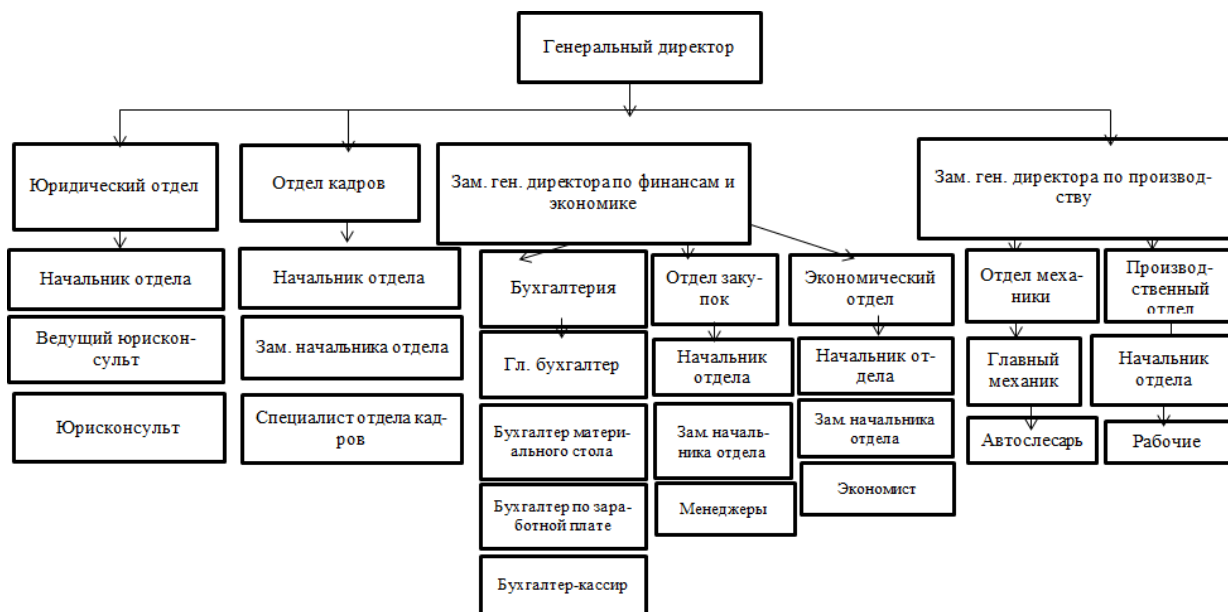 Генеральный директор
Юридический отдел
Отдел кадров
Зам. ген. директора по финансам и
экономике
Зам. ген. директора по производ-
ству
Начальник отдела
Ведущий юрисконсульт-
сульт
Юрисконсульт
Начальник отдела
Зам. начальника отдела
Специалист отдела кад-
ров
Бухгалтерия
Гл. бухгалтер
Бухгалтер матери-
ального стола
Бухгалтер по зара-
ботной плате
Бухгалтер-кассир
Отдел заку-
пок
Начальник
отдела
Зам. началь-
ника отдела
Менеджеры
Экономический
отдел
Начальник от-
дела
Зам. начальника
отдела
Экономист
Отдел меха-
ники
Главный
механик
Автослесарь
Производ-
ственный
отдел
Начальник
отдела
Рабочие